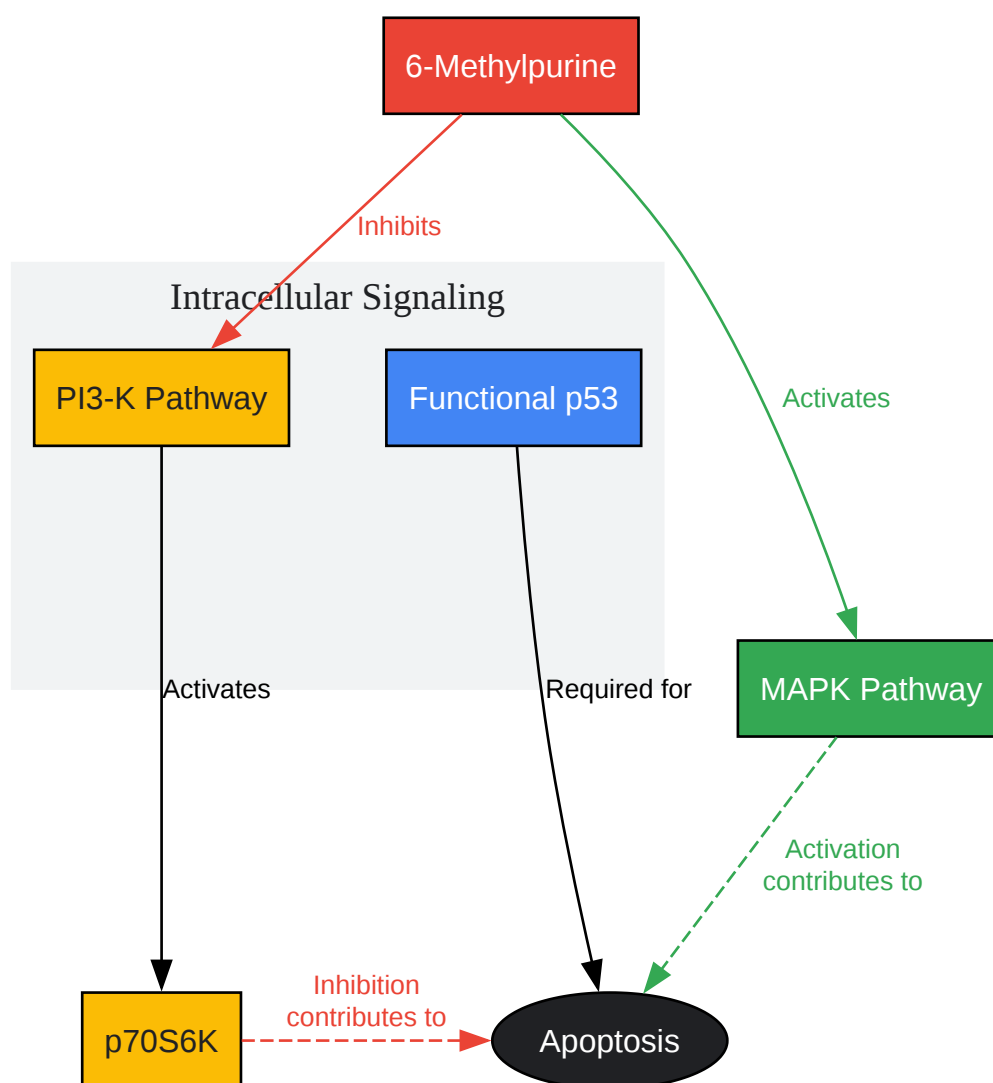 6-Methylpurine
Inhibits
Intracellular Signaling
PI3-K Pathway
Functional p53
Activates
Activates
Required for
MAPK Pathway
Activation
contributes to
Inhibition
contributes to
p70S6K
Apoptosis